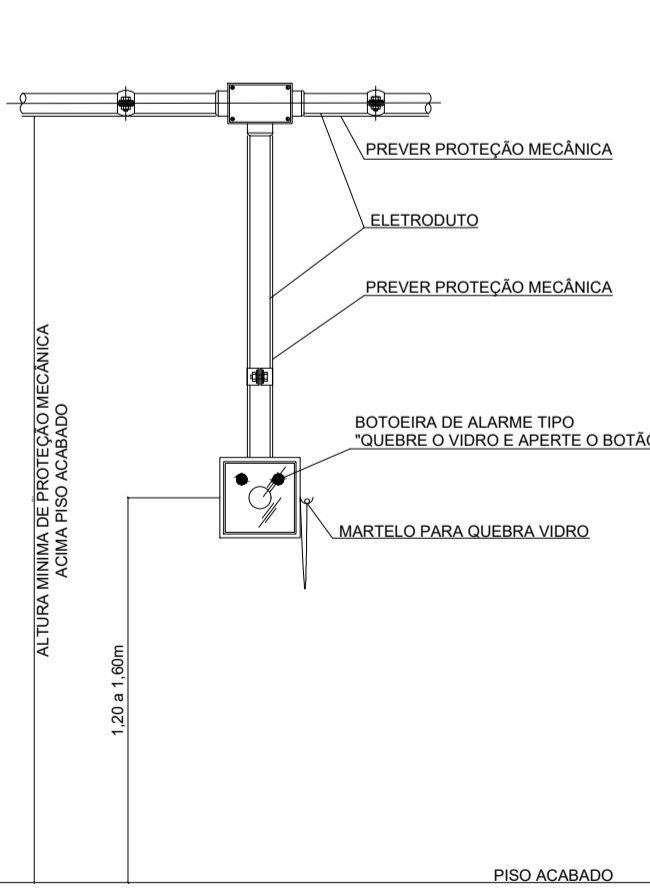 PREVER PROTEÇÃO MECÂNICA
ELETRODUTO
PREVER PROTEÇÃO MECÂNICA
BOTOEIRA DE ALARME TIPO
"QUEBRE O VIDRO E APERTE O BOTÃO
MARTELO PARA QUEBRA VIDRO
ALTURA MINIMA DE PROTEÇÃO MECÂNICA
ACIMA PISO ACABADO
1,20 a 1,60m
PISO ACABADO